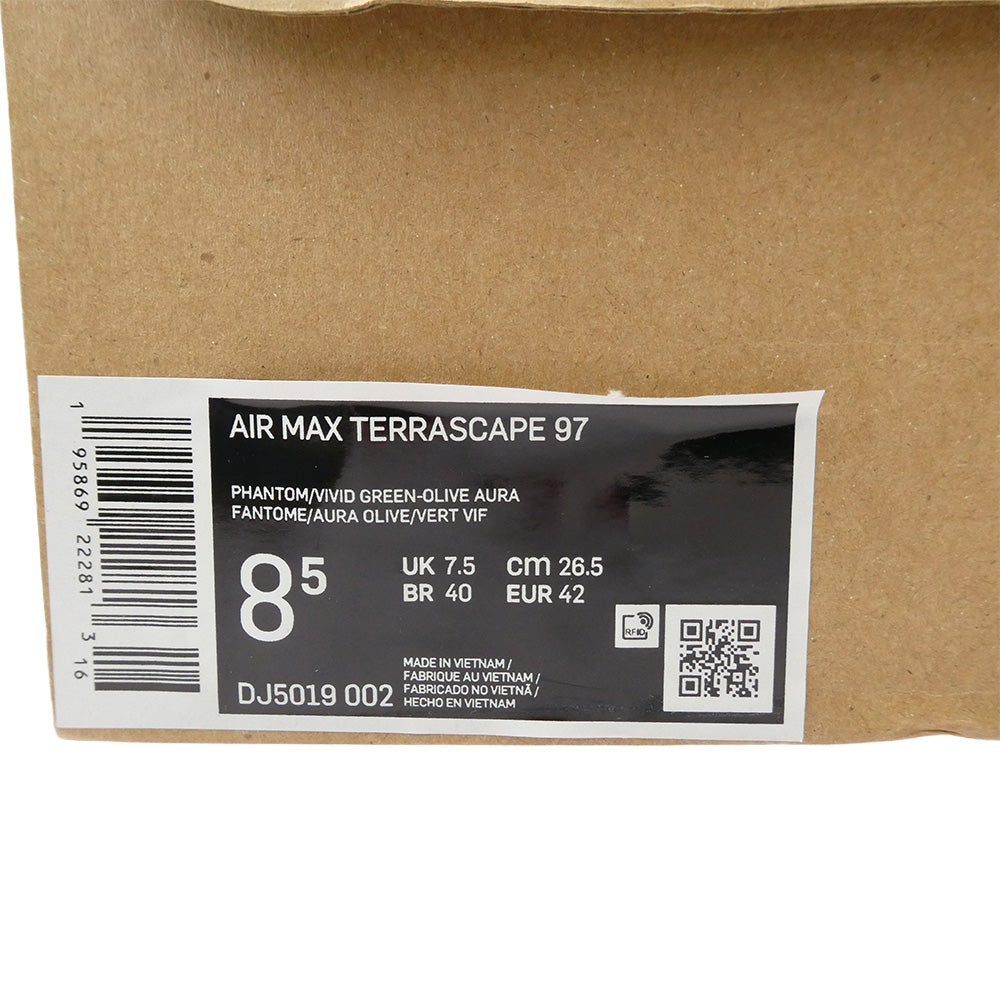 AIR MAX TERRASCAPE 97
PHANTOM/VIVID GREEN-OLIVE AURA
FANTOME/AURA OLIVE/VERT VIF
8⁵
UK 7.5 cm 26.5
BR 40 EUR 42
RFID
DJ5019 002
MADE IN VIETNAM /
FABRIQUE AU VIETNAM /
FABRICADO NO VIETNÃ /
HECHO EN VIETNAM
1 95869 22281 3 16